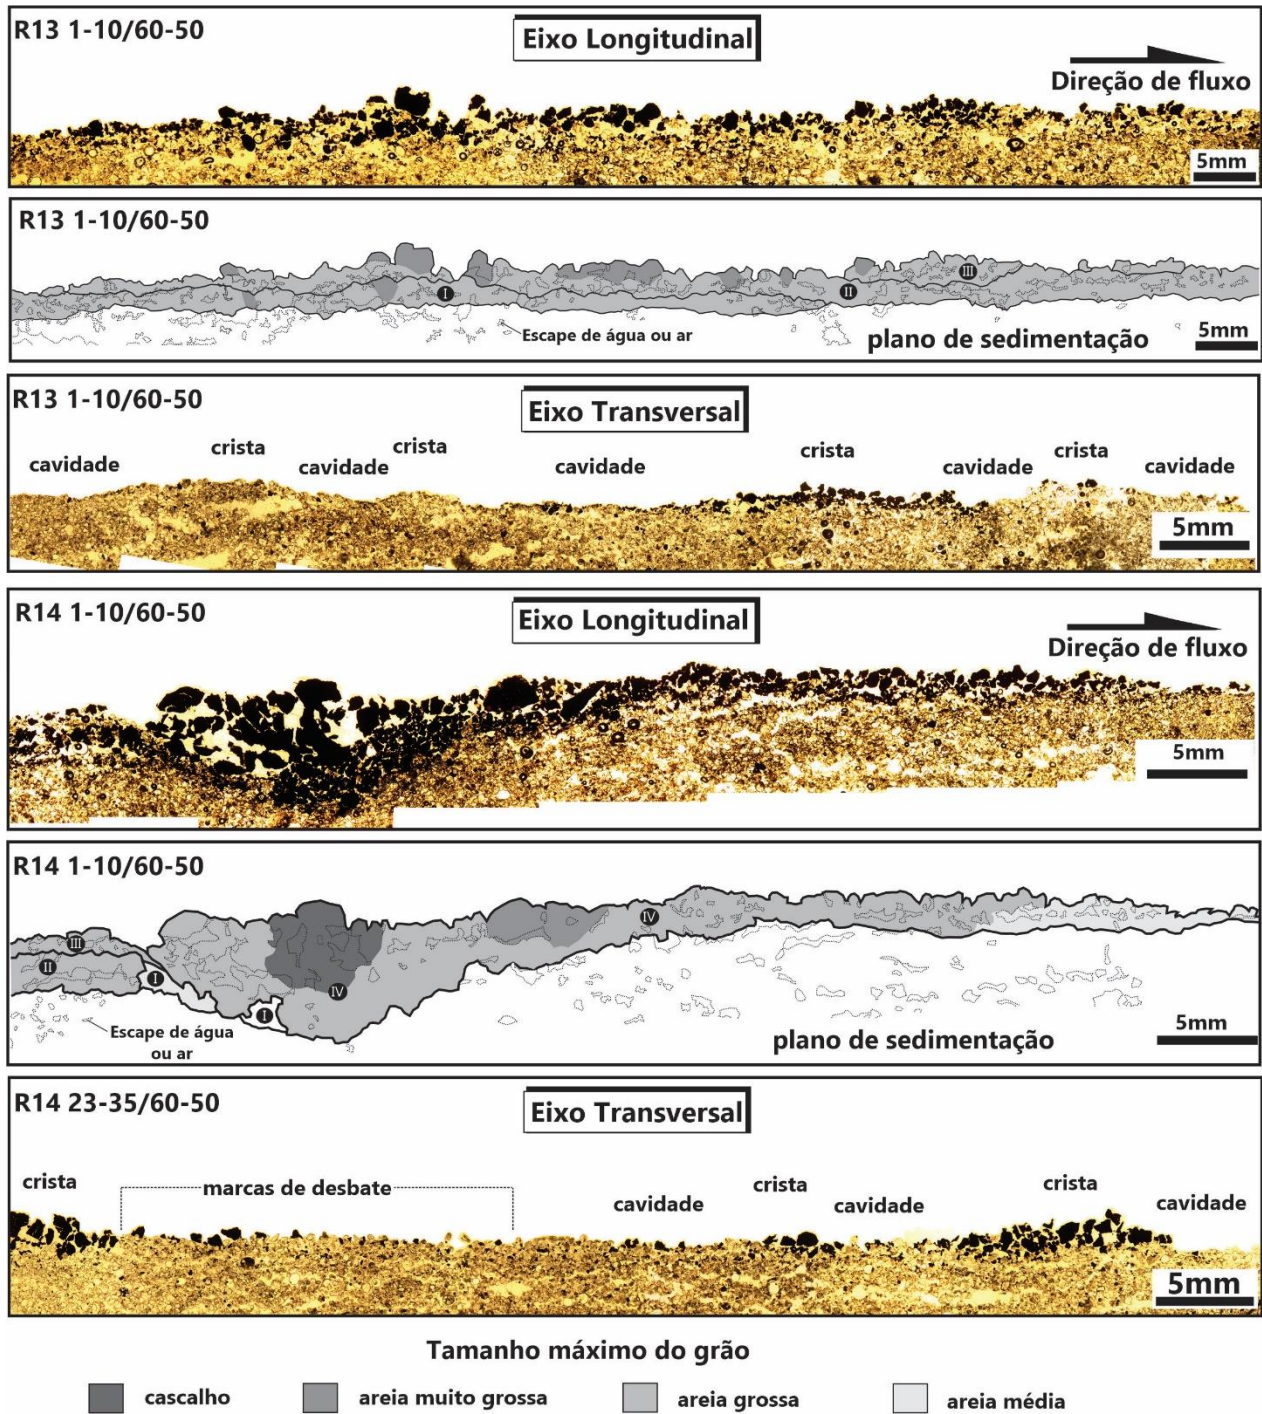 R13 1-10/60-50
Eixo Longitudinal
Direção de fluxo
5mm
R13 1-10/60-50
I
II
III
Escape de água ou ar
plano de sedimentação
5mm
R13 1-10/60-50
Eixo Transversal
cavidade
crista
cavidade
crista
cavidade
crista
cavidade
crista
cavidade
5mm
R14 1-10/60-50
Eixo Longitudinal
Direção de fluxo
5mm
R14 1-10/60-50
III
II
I
I
IV
IV
Escape de água
ou ar
plano de sedimentação
5mm
R14 23-35/60-50
Eixo Transversal
crista
marcas de desbate
cavidade
crista
cavidade
crista
cavidade
5mm
Tamanho máximo do grão
cascalho
areia muito grossa
areia grossa
areia média